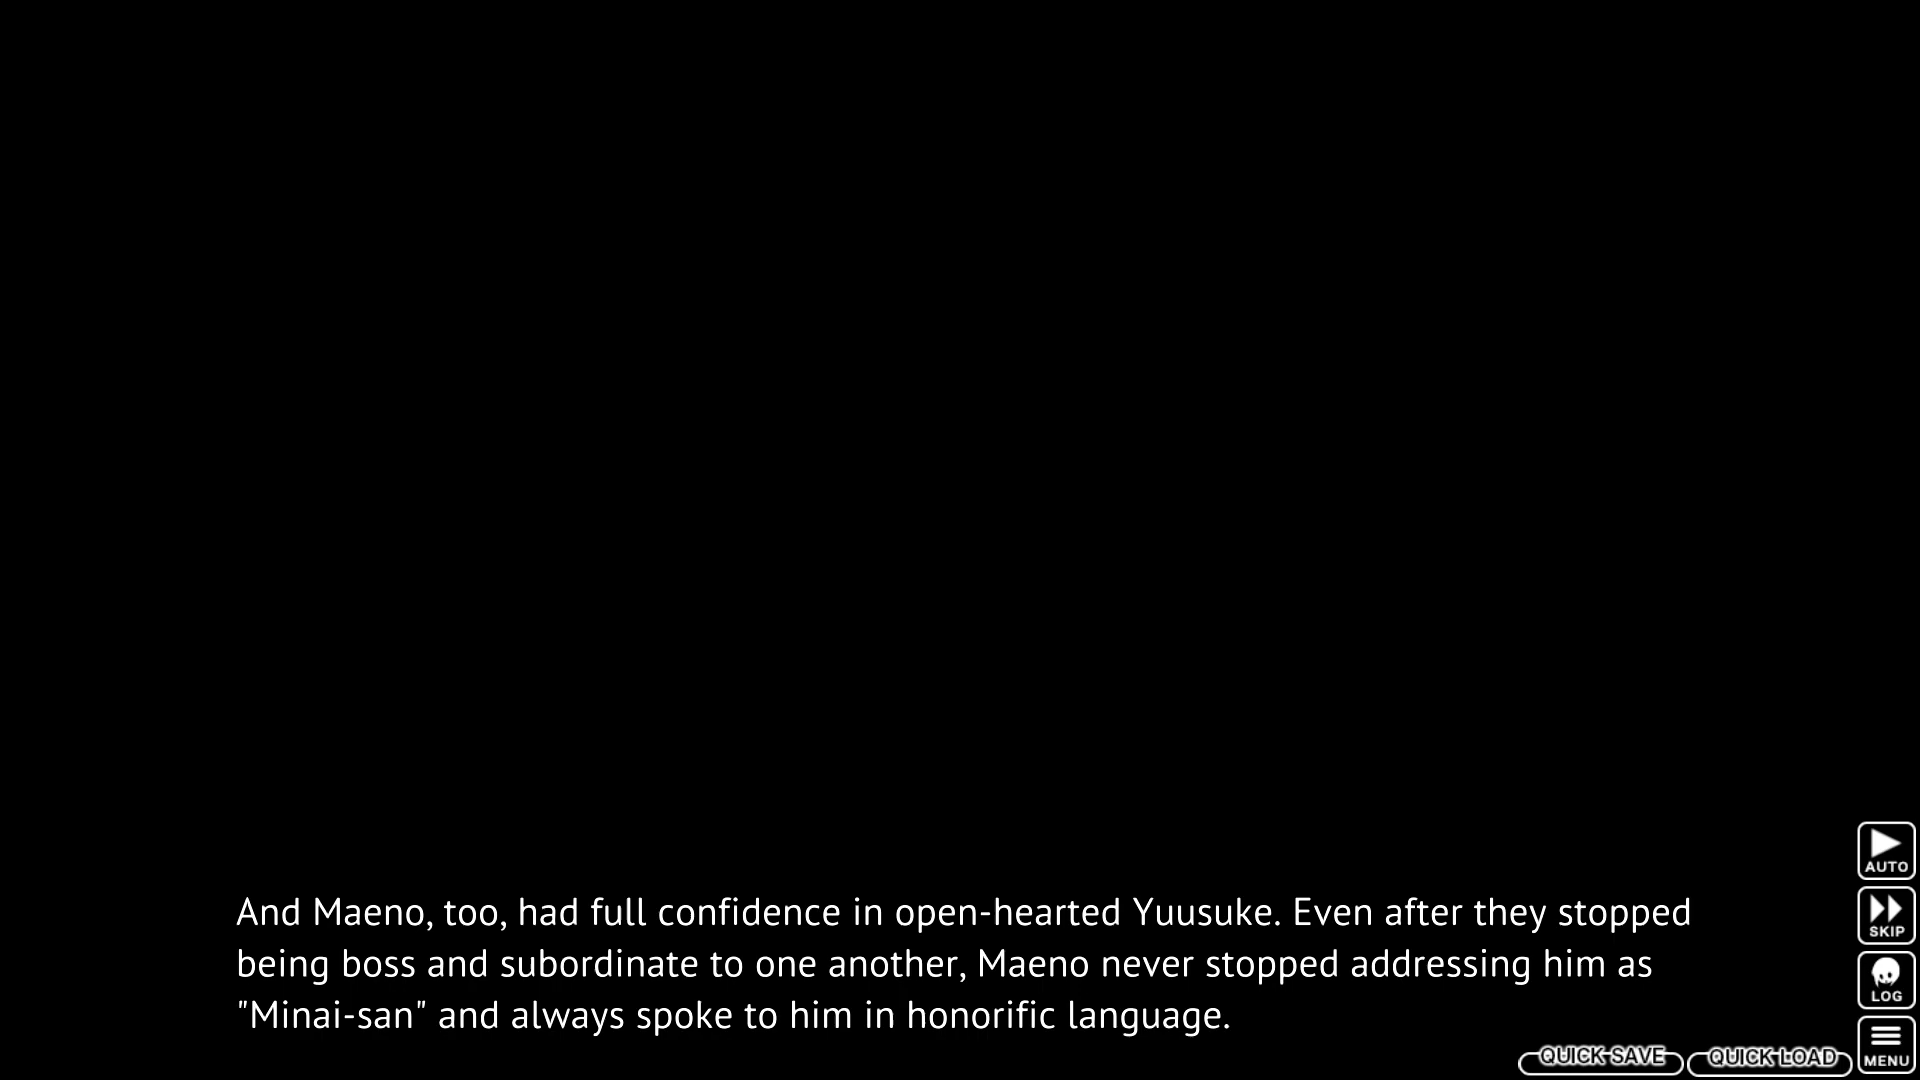 And Maeno, too, had full confidence in open-hearted Yuusuke. Even after they stopped
being boss and subordinate to one another, Maeno never stopped addressing him as
"Minai-san" and always spoke to him in honorific language.
AUTO
SKIP
LOG
MENU
QUICK SAVE
QUICK LOAD